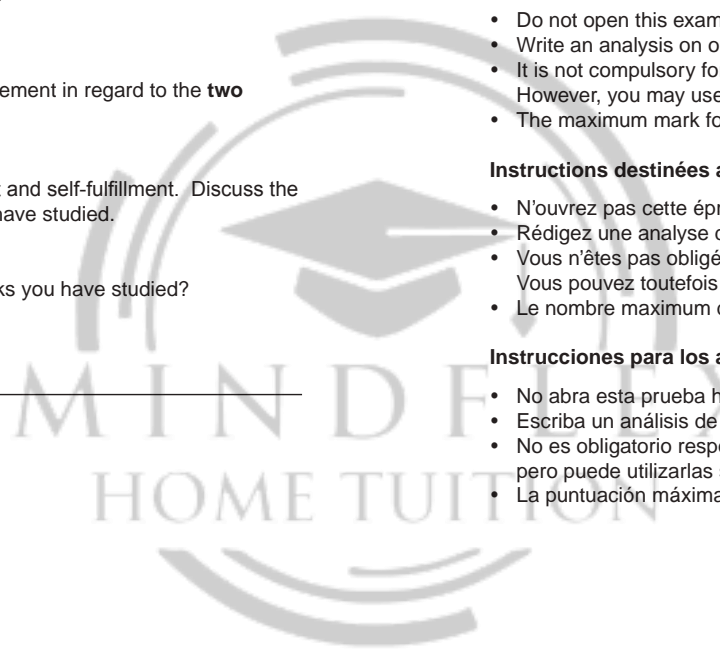 ement in regard to the two
and self-fulfillment. Discuss the
have studied.
ks you have studied?
• Do not open this exam
• Write an analysis on o
• It is not compulsory fo
However, you may use
• The maximum mark fo
Instructions destinées a
• N'ouvrez pas cette épr
• Rédigez une analyse
• Vous n'êtes pas obligé
Vous pouvez toutefois
• Le nombre maximum
Instrucciones para los a
• No abra esta prueba h
• Escriba un análisis de
• No es obligatorio resp
pero puede utilizarlas
• La puntuación máxima
MINDFLEX
HOME TUITION